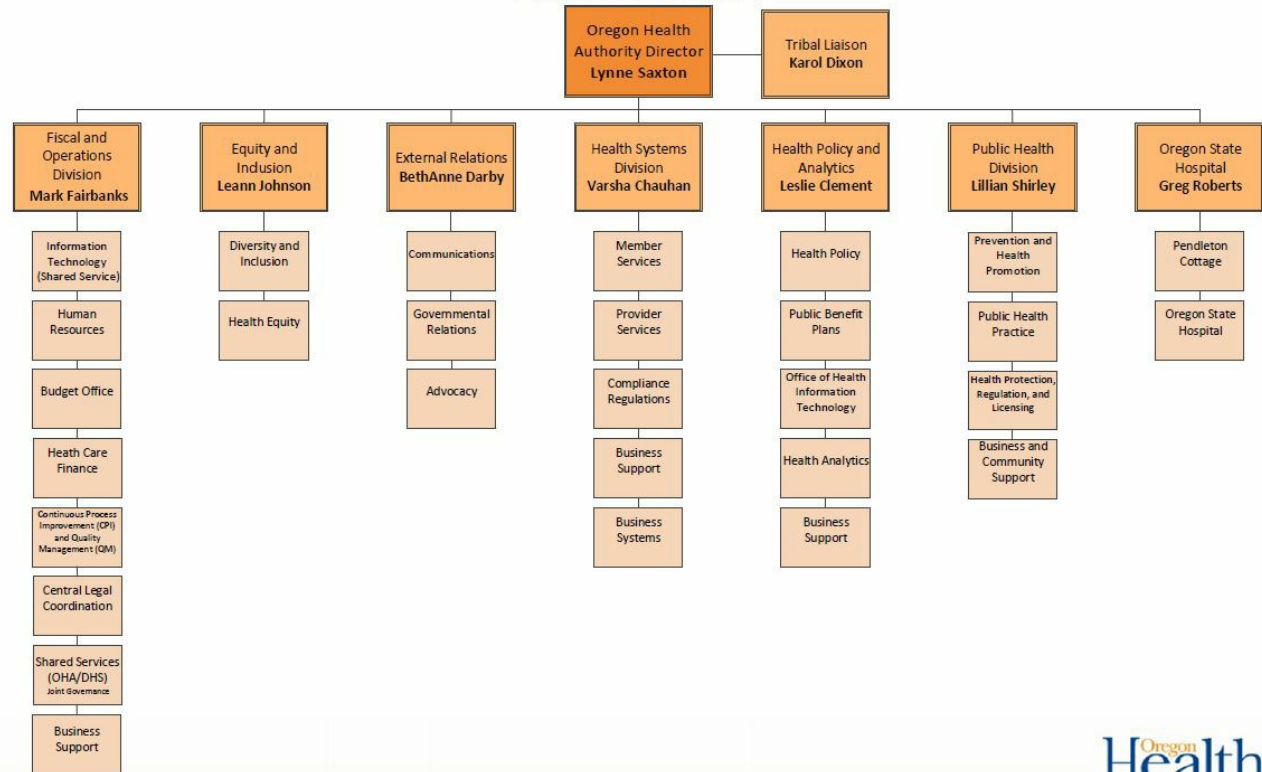 Oregon Health
Authority Director
Lynne Saxton
Tribal Liaison
Karol Dixon
Fiscal and
Operations
Division
Mark Fairbanks
Equity and
Inclusion
Leann Johnson
External Relations
BethAnne Darby
Health Systems
Division
Varsha Chauhan
Health Policy and
Analytics
Leslie Clement
Public Health
Division
Lillian Shirley
Oregon State
Hospital
Greg Roberts
Information
Technology
(Shared Service)
Human
Resources
Budget Office
Heath Care
Finance
Continuous Process
Improvement (CPI)
and Quality
Management (QM)
Central Legal
Coordination
Shared Services
(OHA/DHS)
Joint Governance
Business
Support
Diversity and
Inclusion
Health Equity
Communications
Governmental
Relations
Advocacy
Member
Services
Provider
Services
Compliance
Regulations
Business
Support
Business
Systems
Health Policy
Public Benefit
Plans
Office of Health
Information
Technology
Health Analytics
Business
Support
Prevention and
Health
Promotion
Public Health
Practice
Health Protection,
Regulation, and
Licensing
Business and
Community
Support
Pendleton
Cottage
Oregon State
Hospital
Oregon
Health